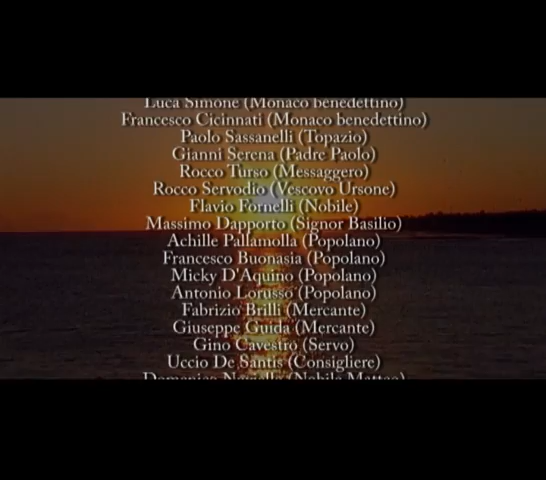 Luca Simone (Monaco benedettino)
Francesco Cicinnati (Monaco benedettino)
Paolo Sassanelli (Topazio)
Gianni Serena (Padre Paolo)
Rocco Turso (Messaggero)
Rocco Servodio (Vescovo Ursone)
Flavio Fornelli (Nobile)
Massimo Dapporto (Signor Basilio)
Achille Pallamolla (Popolano)
Francesco Buonasia (Popolano)
Micky D'Aquino (Popolano)
Antonio Lorusso (Popolano)
Fabrizio Brilli (Mercante)
Giuseppe Guida (Mercante)
Gino Cavestro (Servo)
Uccio De Santis (Consigliere)
(Nobile Matteo)